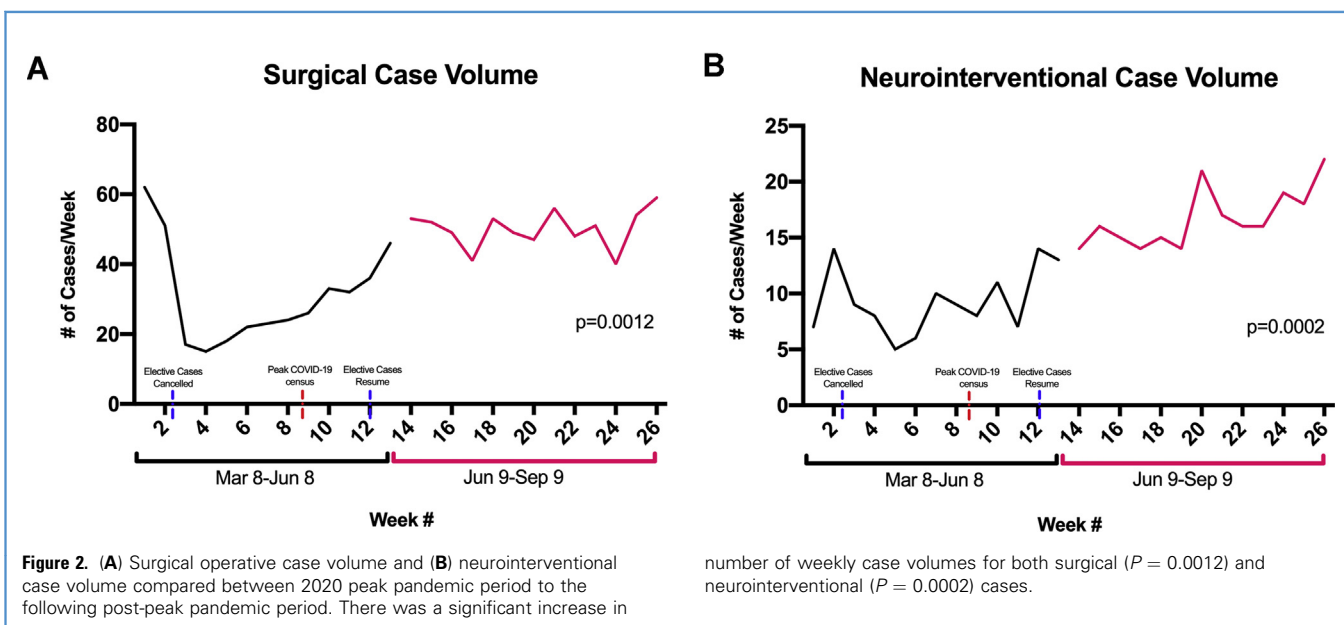 A
Surgical Case Volume
# of Cases/Week
80
60
40
20
0
p=0.0012
Elective Cases
Cancelled
Peak COVID-19
census
Elective Cases
Resume
2 4 6 8 10 12 14 16 18 20 22 24 26
Mar 8-Jun 8 Jun 9-Sep 9
Week #
B
Neurointerventional Case Volume
# of Cases/Week
25
20
15
10
5
0
p=0.0002
Elective Cases
Cancelled
Peak COVID-19
census
Elective Cases
Resume
2 4 6 8 10 12 14 16 18 20 22 24 26
Mar 8-Jun 8 Jun 9-Sep 9
Week #
Figure 2. (A) Surgical operative case volume and (B) neurointerventional
case volume compared between 2020 peak pandemic period to the
following post-peak pandemic period. There was a significant increase in
number of weekly case volumes for both surgical (P = 0.0012) and
neurointerventional (P = 0.0002) cases.